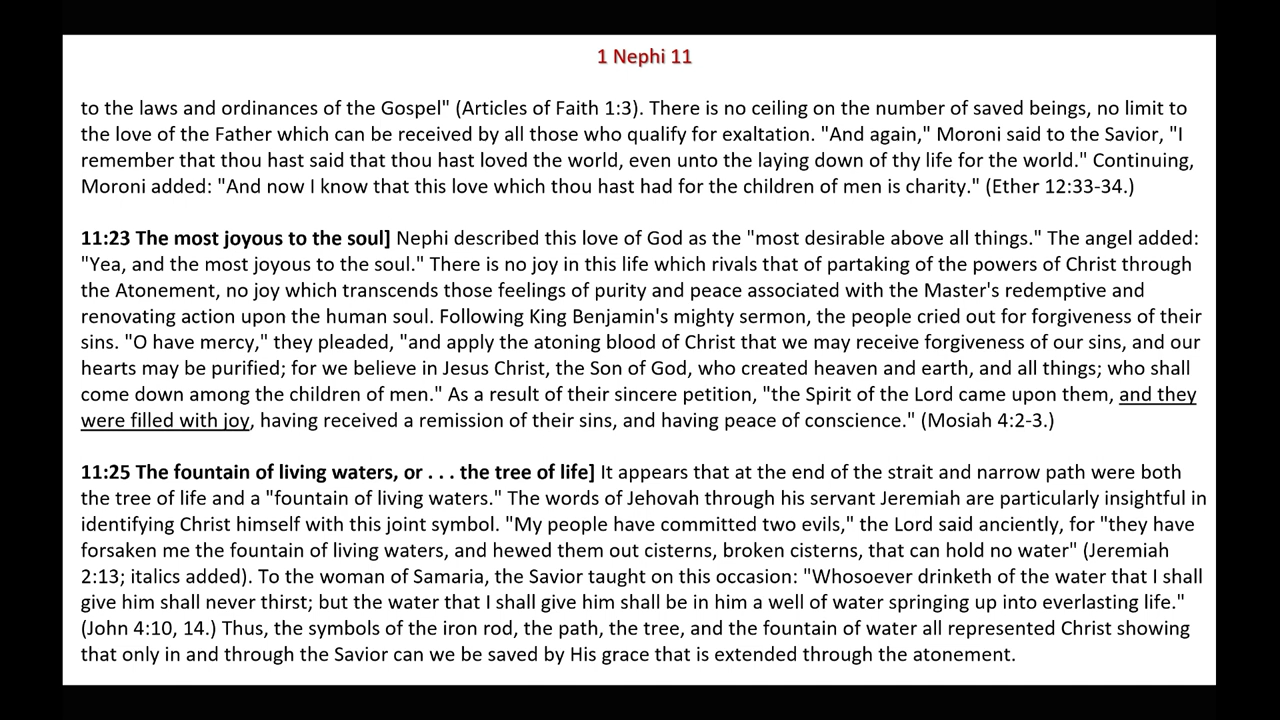 1 Nephi 11
to the laws and ordinances of the Gospel" (Articles of Faith 1:3). There is no ceiling on the number of saved beings, no limit to
the love of the Father which can be received by all those who qualify for exaltation. "And again," Moroni said to the Savior, "I
remember that thou hast said that thou hast loved the world, even unto the laying down of thy life for the world." Continuing,
Moroni added: "And now I know that this love which thou hast had for the children of men is charity." (Ether 12:33-34.)
11:23 The most joyous to the soul] Nephi described this love of God as the "most desirable above all things." The angel added:
"Yea, and the most joyous to the soul." There is no joy in this life which rivals that of partaking of the powers of Christ through
the Atonement, no joy which transcends those feelings of purity and peace associated with the Master's redemptive and
renovating action upon the human soul. Following King Benjamin's mighty sermon, the people cried out for forgiveness of their
sins. "O have mercy," they pleaded, "and apply the atoning blood of Christ that we may receive forgiveness of our sins, and our
hearts may be purified; for we believe in Jesus Christ, the Son of God, who created heaven and earth, and all things; who shall
come down among the children of men." As a result of their sincere petition, "the Spirit of the Lord came upon them, and they
were filled with joy, having received a remission of their sins, and having peace of conscience." (Mosiah 4:2-3.)
11:25 The fountain of living waters, or . . . the tree of life] It appears that at the end of the strait and narrow path were both
the tree of life and a "fountain of living waters." The words of Jehovah through his servant Jeremiah are particularly insightful in
identifying Christ himself with this joint symbol. "My people have committed two evils," the Lord said anciently, for "they have
forsaken me the fountain of living waters, and hewed them out cisterns, broken cisterns, that can hold no water" (Jeremiah
2:13; italics added). To the woman of Samaria, the Savior taught on this occasion: "Whosoever drinketh of the water that I shall
give him shall never thirst; but the water that I shall give him shall be in him a well of water springing up into everlasting life."
(John 4:10, 14.) Thus, the symbols of the iron rod, the path, the tree, and the fountain of water all represented Christ showing
that only in and through the Savior can we be saved by His grace that is extended through the atonement.